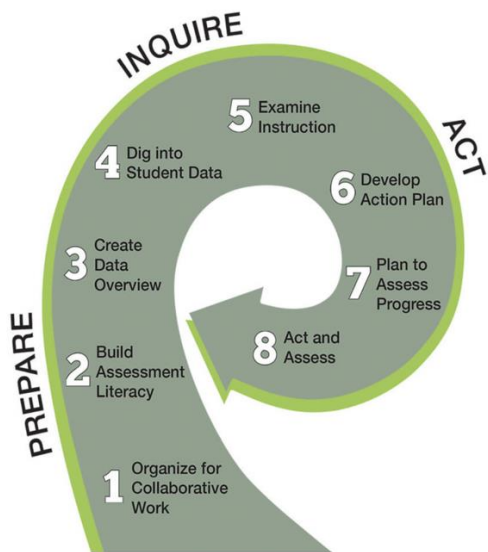 INQUIRE
ACT
PREPARE
1 Organize for
Collaborative
Work
2 Build
Assessment
Literacy
3 Create
Data
Overview
4 Dig into
Student Data
5 Examine
Instruction
6 Develop
Action Plan
7 Plan to
Assess
Progress
8 Act and
Assess